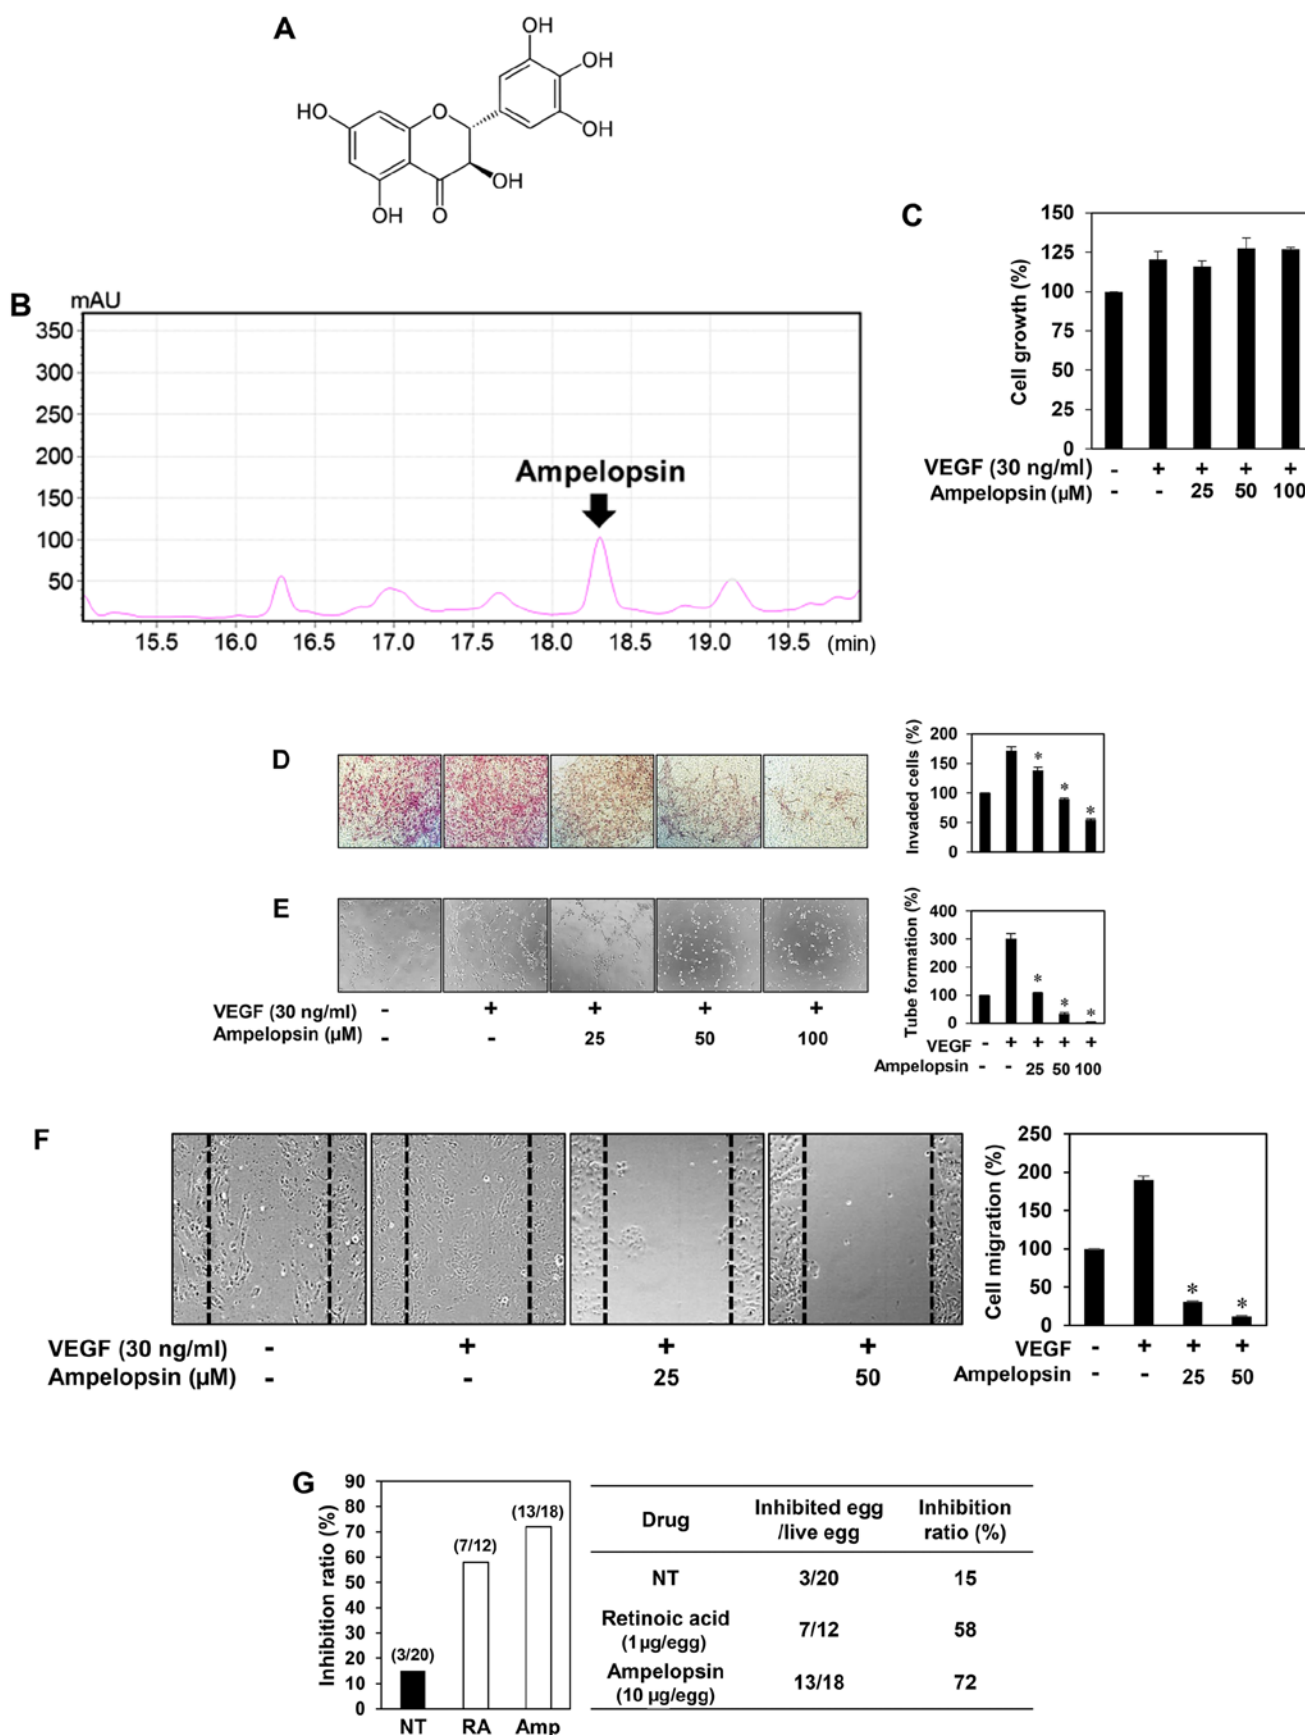 A
OH
OH
HO
O
OH
OH
OH
O
B
mAU
350
300
250
200
150
100
50
Ampelopsin
15.5 16.0 16.5 17.0 17.5 18.0 18.5 19.0 19.5 (min)
C
Cell growth (%)
150
125
100
75
50
25
0
VEGF (30 ng/ml) - + + + +
Ampelopsin (µM) - - 25 50 100
D
Invaded cells (%)
200
150
100
50
0
* * *
E
VEGF (30 ng/ml) - + + + +
Ampelopsin (µM) - - 25 50 100
Tube formation (%)
400
300
200
100
0
* * *
VEGF - + + + +
Ampelopsin - - 25 50 100
F
VEGF (30 ng/ml) - + + +
Ampelopsin (µM) - - 25 50
Cell migration (%)
250
200
150
100
50
0
* *
VEGF - + + +
Ampelopsin - - 25 50
G
Inhibition ratio (%)
90
80
70
60
50
40
30
20
10
0
(3/20)
(7/12)
(13/18)
NT RA Amp
Drug Inhibited egg /live egg Inhibition ratio (%)
NT 3/20 15
Retinoic acid (1µg/egg) 7/12 58
Ampelopsin (10 µg/egg) 13/18 72